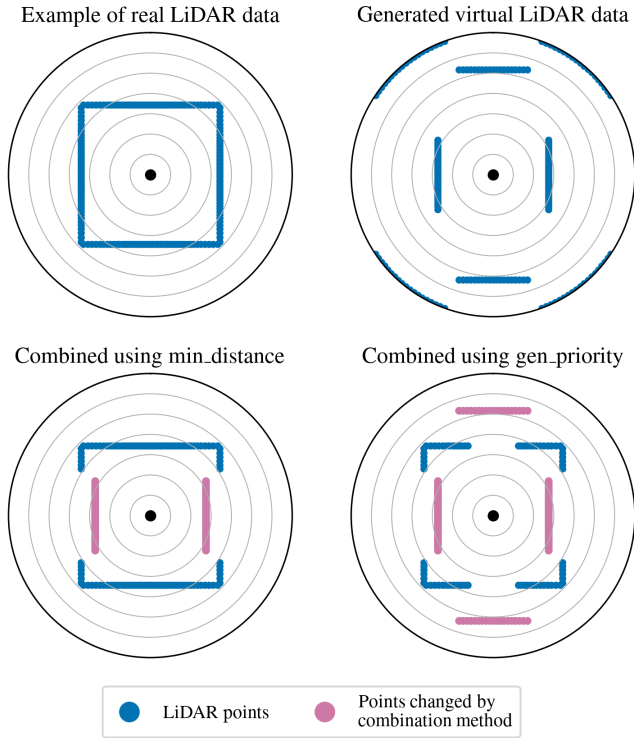 Example of real LiDAR data
Generated virtual LiDAR data
Combined using min_distance
Combined using gen_priority
LiDAR points
Points changed by
combination method